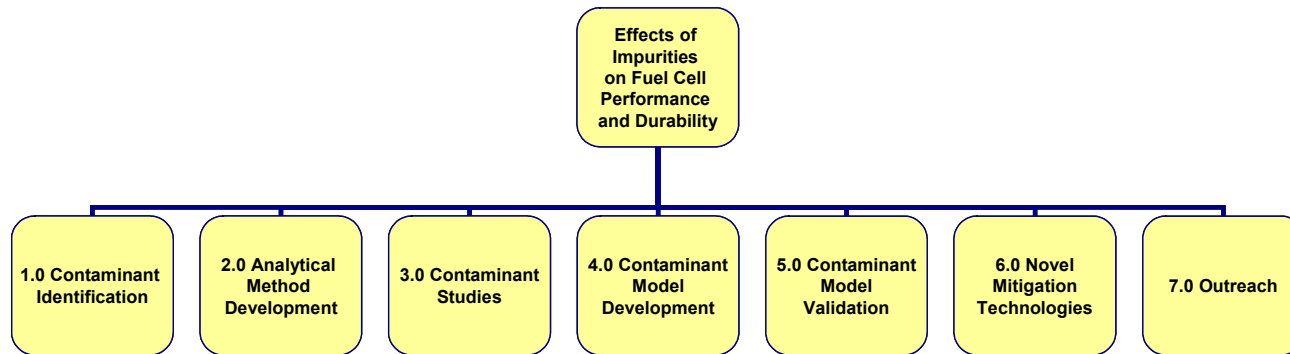 Effects of
Impurities
on Fuel Cell
Performance
and Durability
1.0 Contaminant
Identification
2.0 Analytical
Method
Development
3.0 Contaminant
Studies
4.0 Contaminant
Model
Development
5.0 Contaminant
Model
Validation
6.0 Novel
Mitigation
Technologies
7.0 Outreach